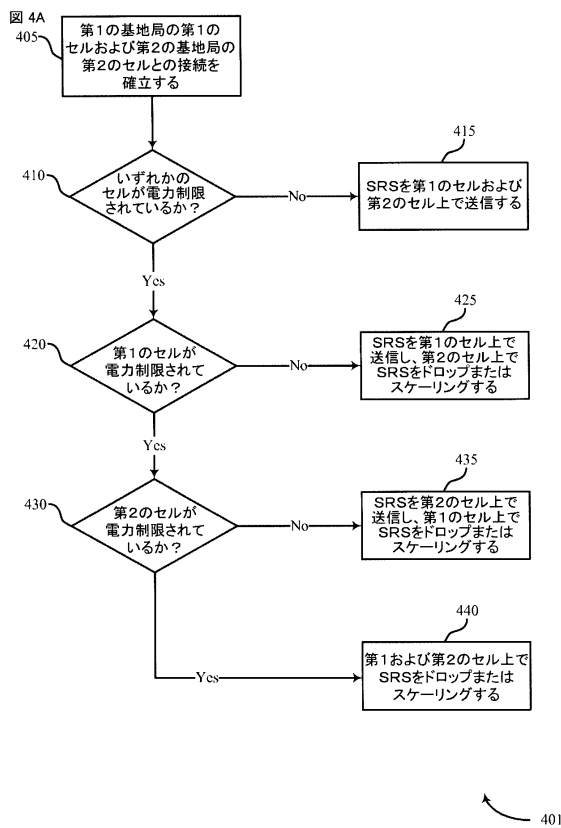 図 4A
405
第1の基地局の第1の
セルおよび第2の基地局の
第2のセルとの接続を
確立する
410
いずれかの
セルが電力制限
されているか？
No
415
SRSを第1のセルおよび
第2のセル上で送信する
Yes
420
第1のセルが
電力制限されて
いるか？
No
425
SRSを第1のセル上で
送信し、第2のセル上で
SRSをドロップまたは
スケーリングする
Yes
430
第2のセルが
電力制限されて
いるか？
No
435
SRSを第2のセル上で
送信し、第1のセル上で
SRSをドロップまたは
スケーリングする
Yes
440
第1および第2のセル上で
SRSをドロップまたは
スケーリングする
401